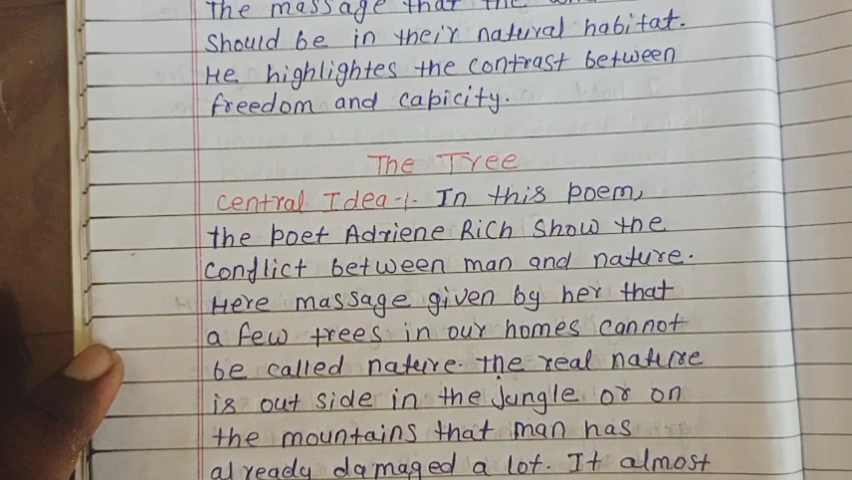 the massage that the
should be in their natural habitat.
He highlightes the contrast between
freedom and capicity.
The Tree
Central Idea-:- In this poem,
the poet Adriene Rich show the
conflict between man and nature.
Here massage given by her that
a few trees in our homes cannot
be called nature. The real nature
is out side in the jungle or on
the mountains that man has
already damaged a lot. It almost